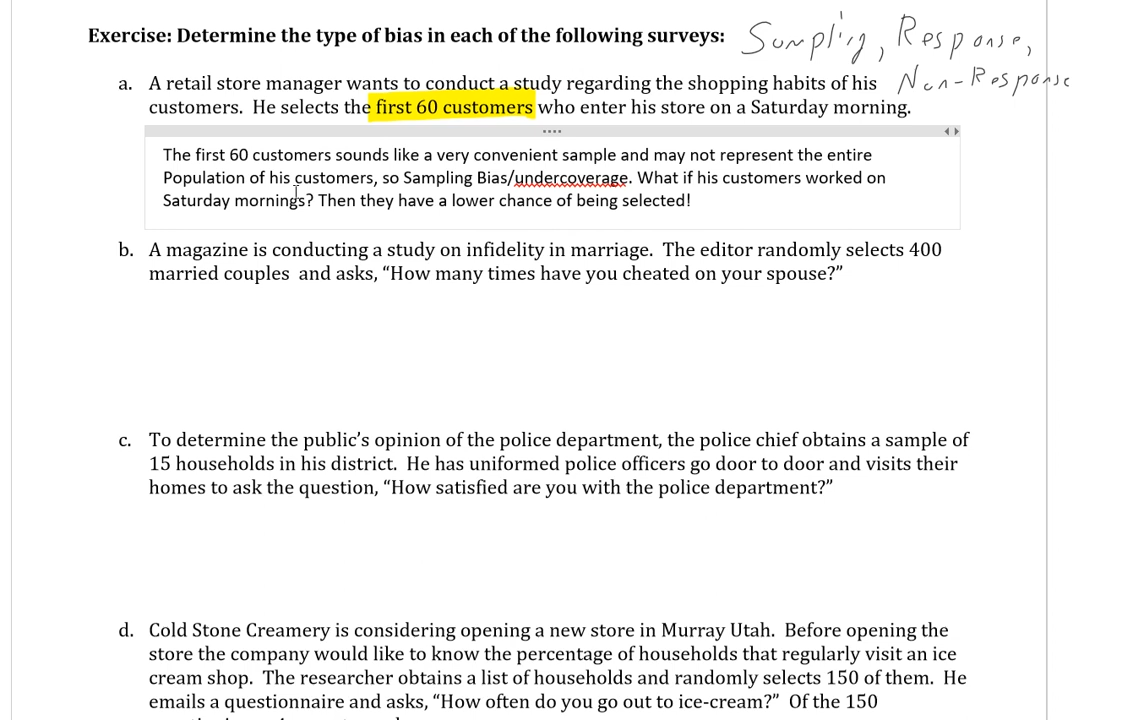 Exercise: Determine the type of bias in each of the following surveys: Sampling, Response,
Non-Response
a. A retail store manager wants to conduct a study regarding the shopping habits of his
customers. He selects the first 60 customers who enter his store on a Saturday morning.
The first 60 customers sounds like a very convenient sample and may not represent the entire
Population of his customers, so Sampling Bias/undercoverage. What if his customers worked on
Saturday mornings? Then they have a lower chance of being selected!
b. A magazine is conducting a study on infidelity in marriage. The editor randomly selects 400
married couples and asks, “How many times have you cheated on your spouse?”
c. To determine the public’s opinion of the police department, the police chief obtains a sample of
15 households in his district. He has uniformed police officers go door to door and visits their
homes to ask the question, “How satisfied are you with the police department?”
d. Cold Stone Creamery is considering opening a new store in Murray Utah. Before opening the
store the company would like to know the percentage of households that regularly visit an ice
cream shop. The researcher obtains a list of households and randomly selects 150 of them. He
emails a questionnaire and asks, “How often do you go out to ice-cream?” Of the 150